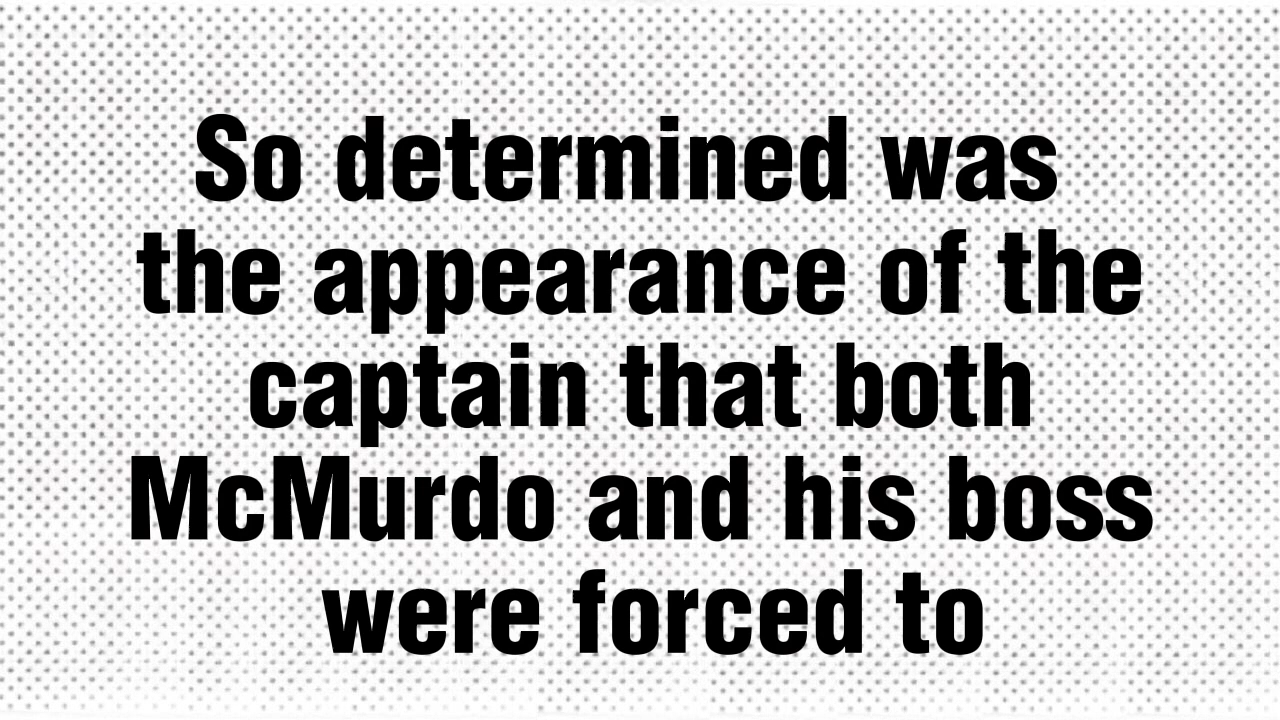 So determined was
the appearance of the
captain that both
McMurdo and his boss
were forced to